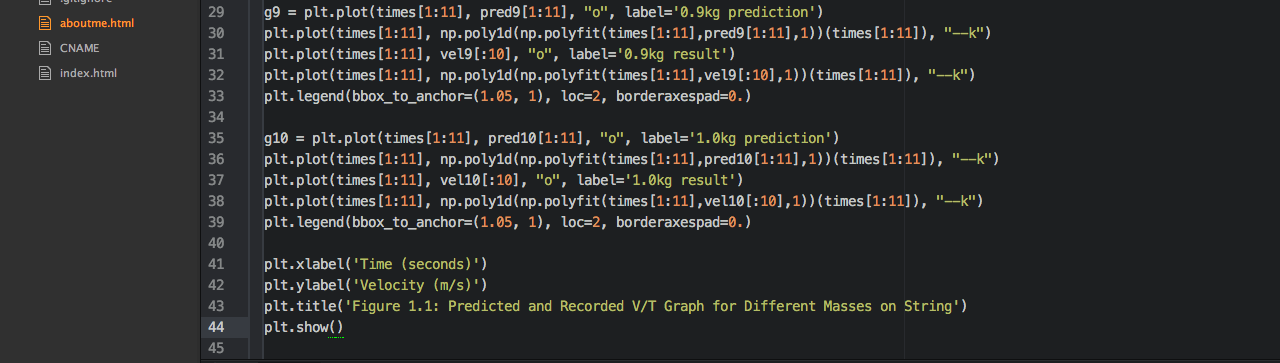 .gitignore
aboutme.html
CNAME
index.html
29 g9 = plt.plot(times[1:11], pred9[1:11], "o", label='0.9kg prediction')
30 plt.plot(times[1:11], np.poly1d(np.polyfit(times[1:11],pred9[1:11],1))(times[1:11]), "--k")
31 plt.plot(times[1:11], vel9[:10], "o", label='0.9kg result')
32 plt.plot(times[1:11], np.poly1d(np.polyfit(times[1:11],vel9[:10],1))(times[1:11]), "--k")
33 plt.legend(bbox_to_anchor=(1.05, 1), loc=2, borderaxespad=0.)
34
35 g10 = plt.plot(times[1:11], pred10[1:11], "o", label='1.0kg prediction')
36 plt.plot(times[1:11], np.poly1d(np.polyfit(times[1:11],pred10[1:11],1))(times[1:11]), "--k")
37 plt.plot(times[1:11], vel10[:10], "o", label='1.0kg result')
38 plt.plot(times[1:11], np.poly1d(np.polyfit(times[1:11],vel10[:10],1))(times[1:11]), "--k")
39 plt.legend(bbox_to_anchor=(1.05, 1), loc=2, borderaxespad=0.)
40
41 plt.xlabel('Time (seconds)')
42 plt.ylabel('Velocity (m/s)')
43 plt.title('Figure 1.1: Predicted and Recorded V/T Graph for Different Masses on String')
44 plt.show()
45